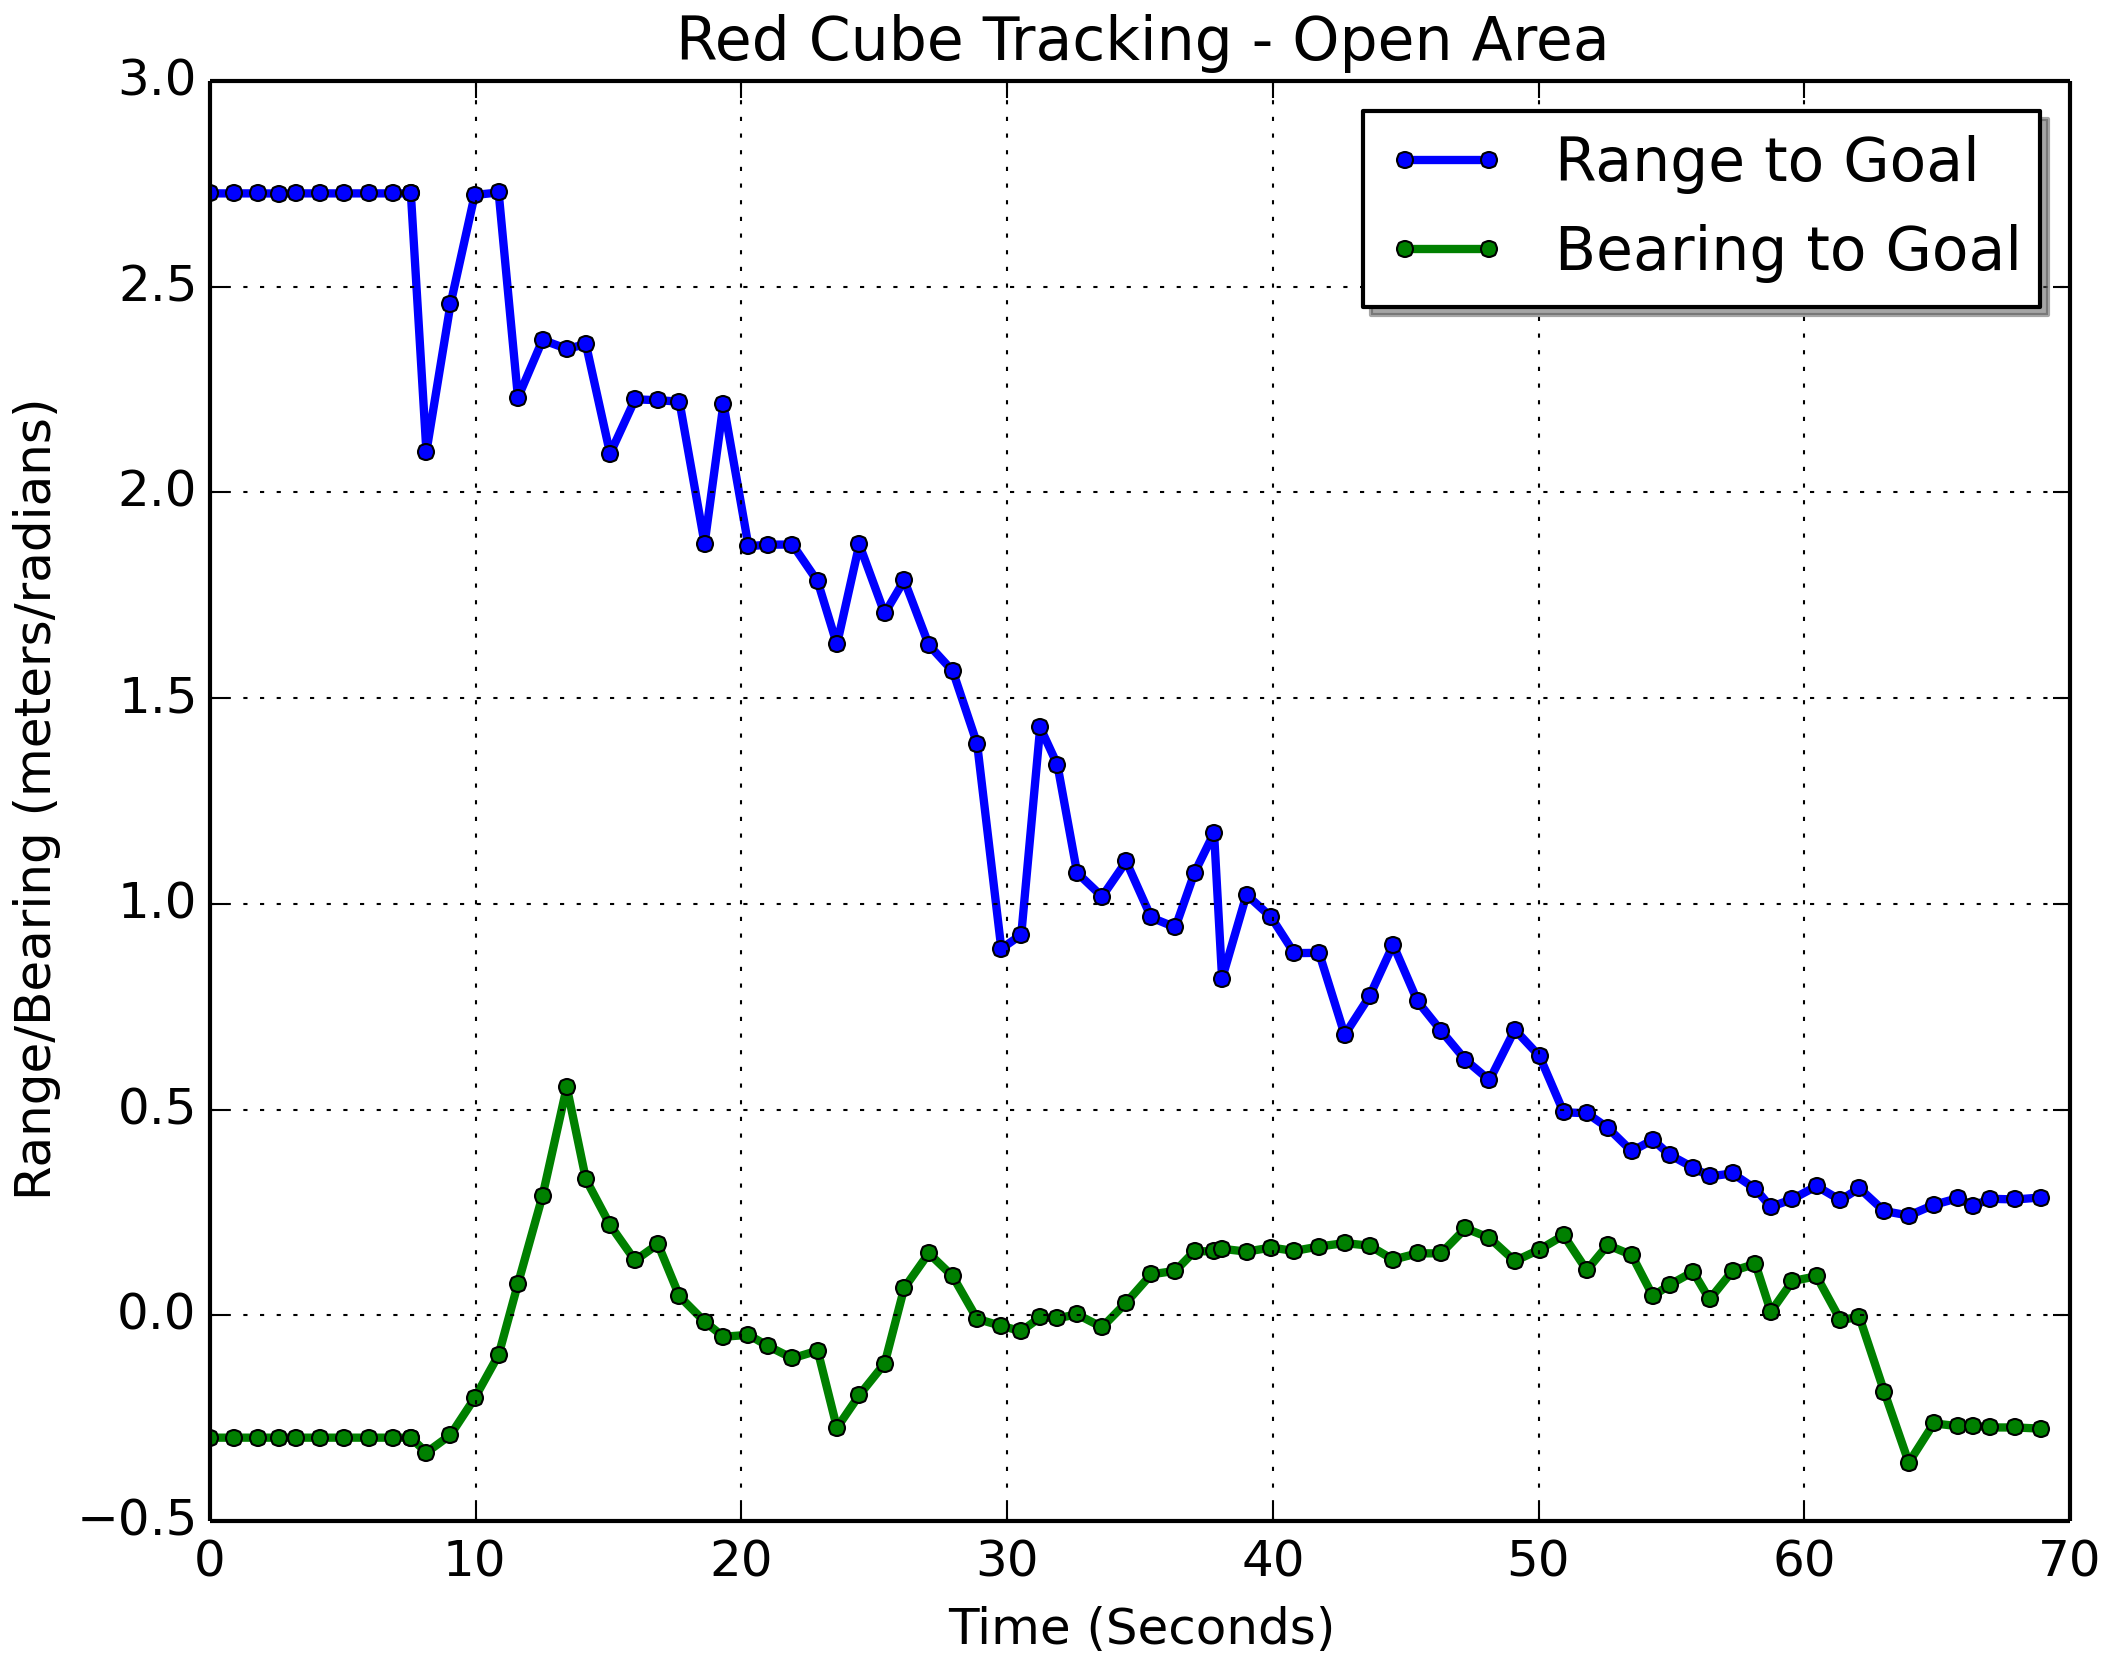 Red Cube Tracking - Open Area
3.0
2.5
2.0
1.5
1.0
0.5
0.0
−0.5
Range/Bearing (meters/radians)
Range to Goal
Bearing to Goal
0 10 20 30 40 50 60 70
Time (Seconds)